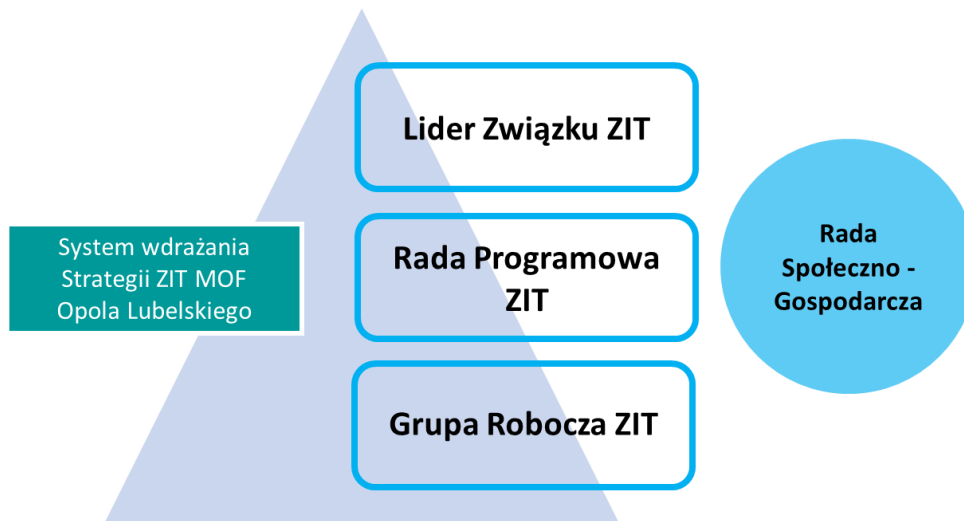 Lider Związku ZIT
System wdrażania
Strategii ZIT MOF
Opola Lubelskiego
Rada Programowa
ZIT
Rada
Społeczno -
Gospodarcza
Grupa Robocza ZIT